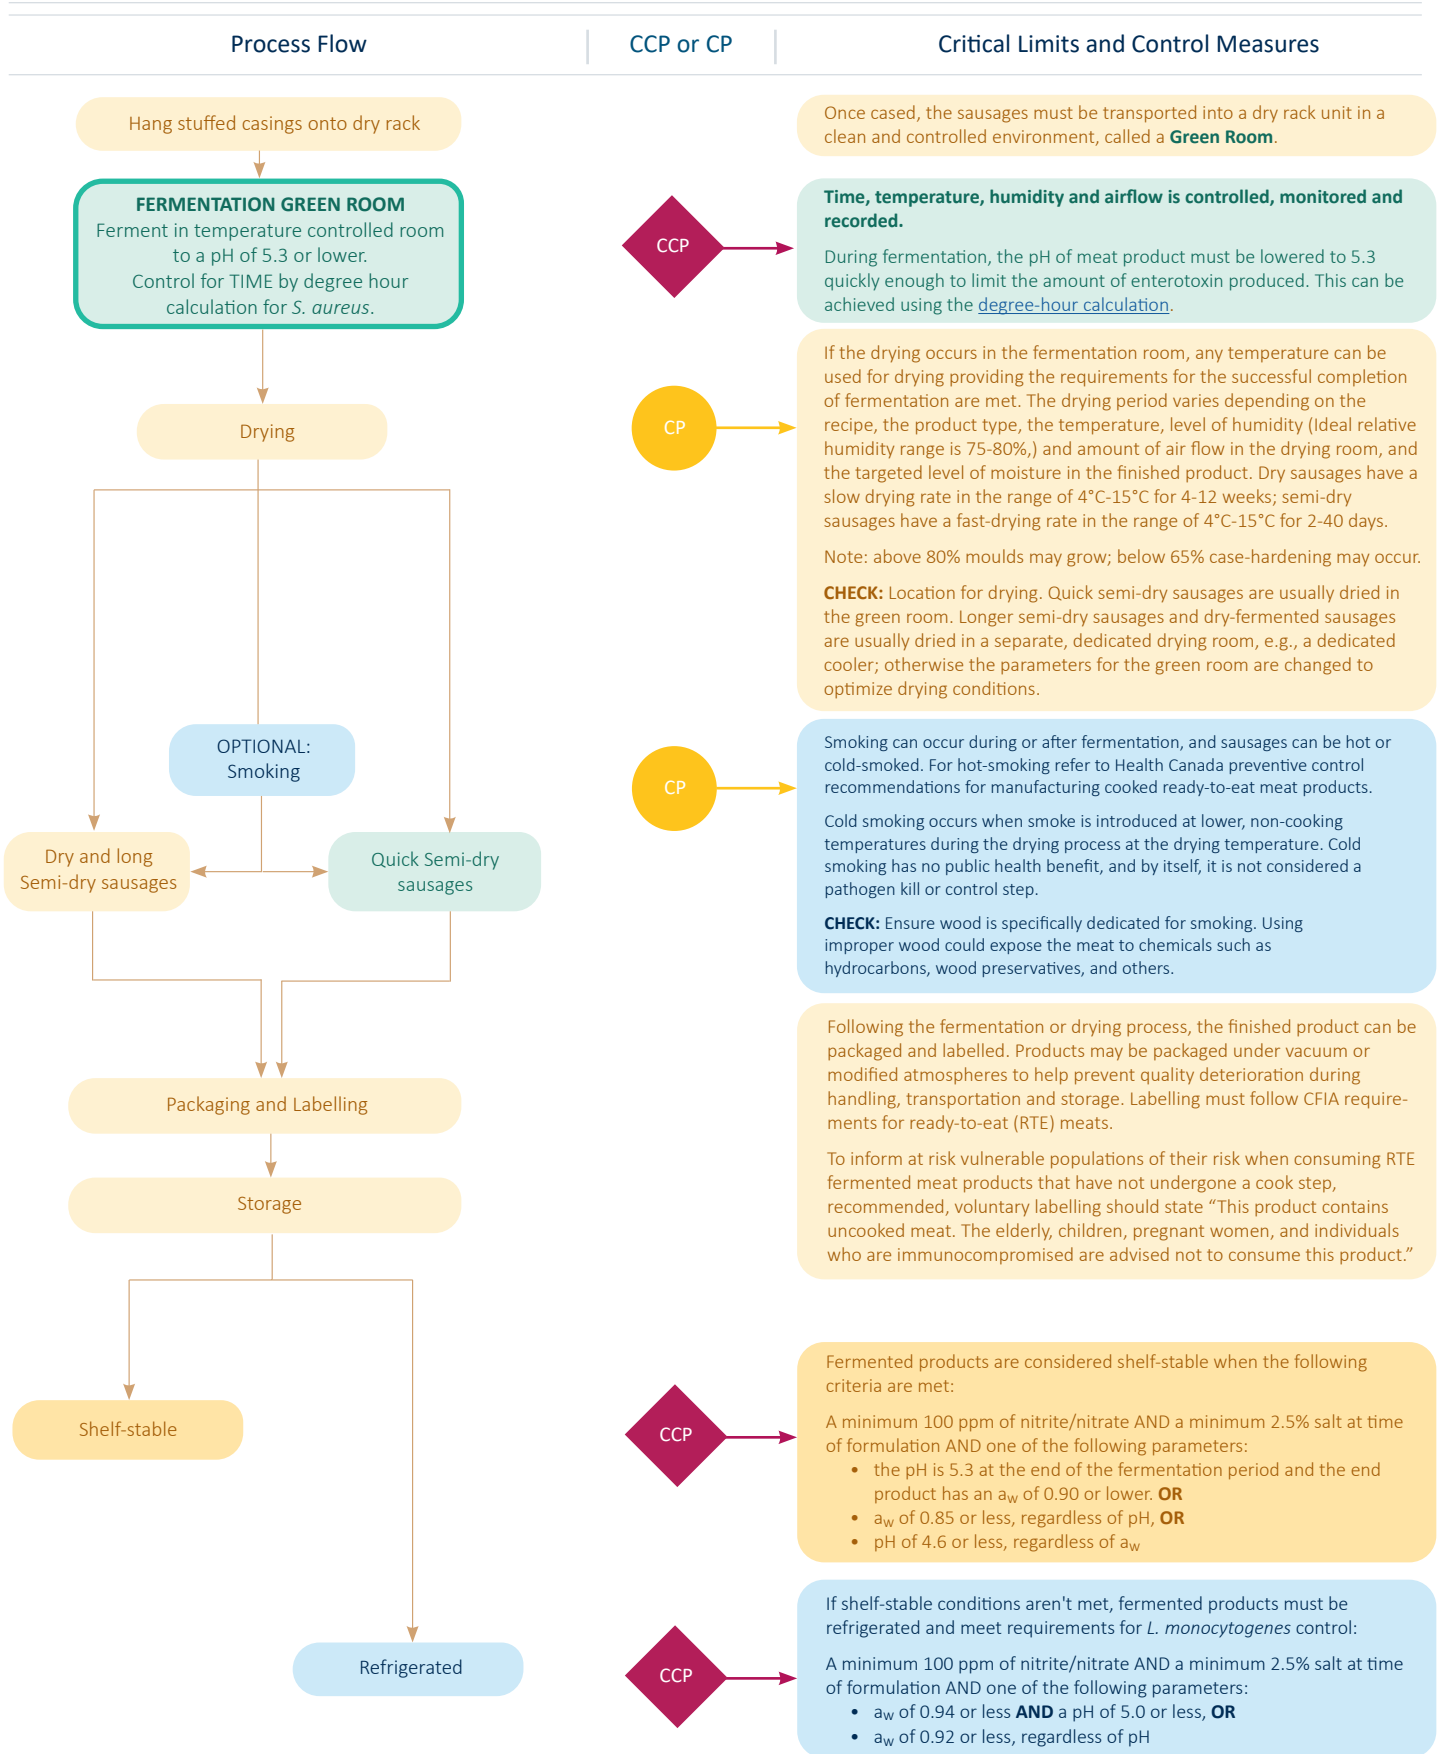 Process Flow
CCP or CP
Critical Limits and Control Measures
Hang stuffed casings onto dry rack
Once cased, the sausages must be transported into a dry rack unit in a
clean and controlled environment, called a Green Room.
FERMENTATION GREEN ROOM
Ferment in temperature controlled room
to a pH of 5.3 or lower.
Control for TIME by degree hour
calculation for S. aureus.
CCP
Time, temperature, humidity and airflow is controlled, monitored and
recorded.
During fermentation, the pH of meat product must be lowered to 5.3
quickly enough to limit the amount of enterotoxin produced. This can be
achieved using the degree-hour calculation.
Drying
CP
If the drying occurs in the fermentation room, any temperature can be
used for drying providing the requirements for the successful completion
of fermentation are met. The drying period varies depending on the
recipe, the product type, the temperature, level of humidity (Ideal relative
humidity range is 75-80%,) and amount of air flow in the drying room, and
the targeted level of moisture in the finished product. Dry sausages have a
slow drying rate in the range of 4°C-15°C for 4-12 weeks; semi-dry
sausages have a fast-drying rate in the range of 4°C-15°C for 2-40 days.
Note: above 80% moulds may grow; below 65% case-hardening may occur.
CHECK: Location for drying. Quick semi-dry sausages are usually dried in
the green room. Longer semi-dry sausages and dry-fermented sausages
are usually dried in a separate, dedicated drying room, e.g., a dedicated
cooler; otherwise the parameters for the green room are changed to
optimize drying conditions.
OPTIONAL:
Smoking
CP
Smoking can occur during or after fermentation, and sausages can be hot or
cold-smoked. For hot-smoking refer to Health Canada preventive control
recommendations for manufacturing cooked ready-to-eat meat products.
Cold smoking occurs when smoke is introduced at lower, non-cooking
temperatures during the drying process at the drying temperature. Cold
smoking has no public health benefit, and by itself, it is not considered a
pathogen kill or control step.
CHECK: Ensure wood is specifically dedicated for smoking. Using
improper wood could expose the meat to chemicals such as
hydrocarbons, wood preservatives, and others.
Dry and long
Semi-dry sausages
Quick Semi-dry
sausages
Packaging and Labelling
Following the fermentation or drying process, the finished product can be
packaged and labelled. Products may be packaged under vacuum or
modified atmospheres to help prevent quality deterioration during
handling, transportation and storage. Labelling must follow CFIA require-
ments for ready-to-eat (RTE) meats.
To inform at risk vulnerable populations of their risk when consuming RTE
fermented meat products that have not undergone a cook step,
recommended, voluntary labelling should state “This product contains
uncooked meat. The elderly, children, pregnant women, and individuals
who are immunocompromised are advised not to consume this product.”
Storage
Shelf-stable
CCP
Fermented products are considered shelf-stable when the following
criteria are met:
A minimum 100 ppm of nitrite/nitrate AND a minimum 2.5% salt at time
of formulation AND one of the following parameters:
• the pH is 5.3 at the end of the fermentation period and the end
product has an aw of 0.90 or lower. OR
• aw of 0.85 or less, regardless of pH, OR
• pH of 4.6 or less, regardless of aw
Refrigerated
CCP
If shelf-stable conditions aren't met, fermented products must be
refrigerated and meet requirements for L. monocytogenes control:
A minimum 100 ppm of nitrite/nitrate AND a minimum 2.5% salt at time
of formulation AND one of the following parameters:
• aw of 0.94 or less AND a pH of 5.0 or less, OR
• aw of 0.92 or less, regardless of pH